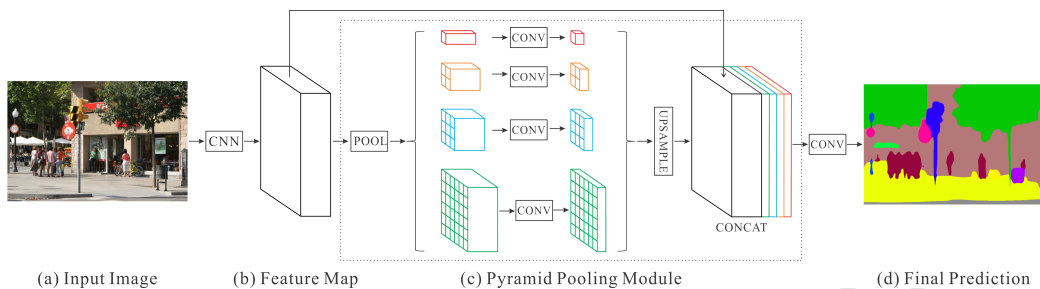 CNN
POOL
CONV
CONV
CONV
CONV
UPSAMPLE
CONCAT
CONV
(a) Input Image
(b) Feature Map
(c) Pyramid Pooling Module
(d) Final Prediction